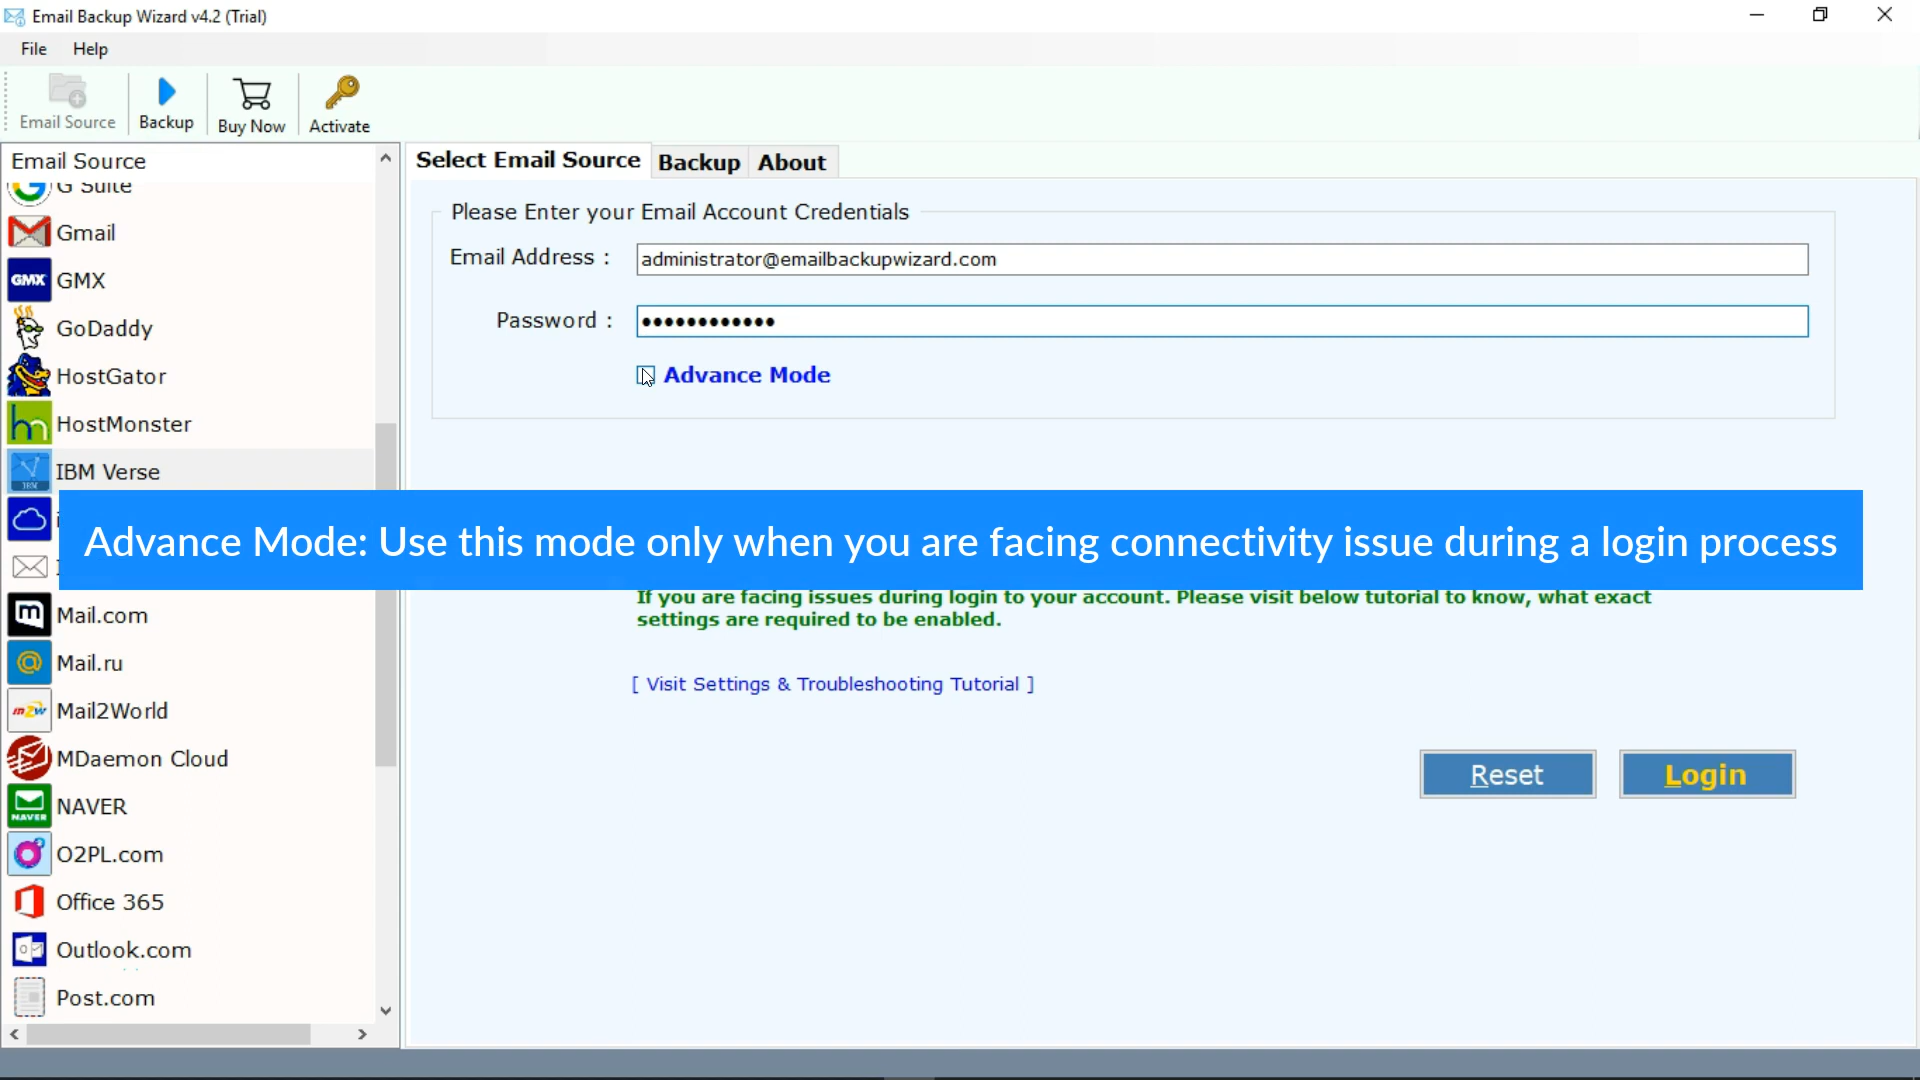 Email Backup Wizard v4.2 (Trial)
File Help
Email Source Backup Buy Now Activate
Email Source
G Suite
Gmail
GMX GMX
GoDaddy
HostGator
HostMonster
IBM IBM Verse
Mail.com
Mail.ru
m2w Mail2World
MDaemon Cloud
NAVER NAVER
O2PL.com
Office 365
Outlook.com
Post.com
Select Email Source Backup About
Please Enter your Email Account Credentials
Email Address : administrator@emailbackupwizard.com
Password : ●●●●●●●●●●●●
Advance Mode
Advance Mode: Use this mode only when you are facing connectivity issue during a login process
If you are facing issues during login to your account. Please visit below tutorial to know, what exact
settings are required to be enabled.
[ Visit Settings & Troubleshooting Tutorial ]
Reset Login